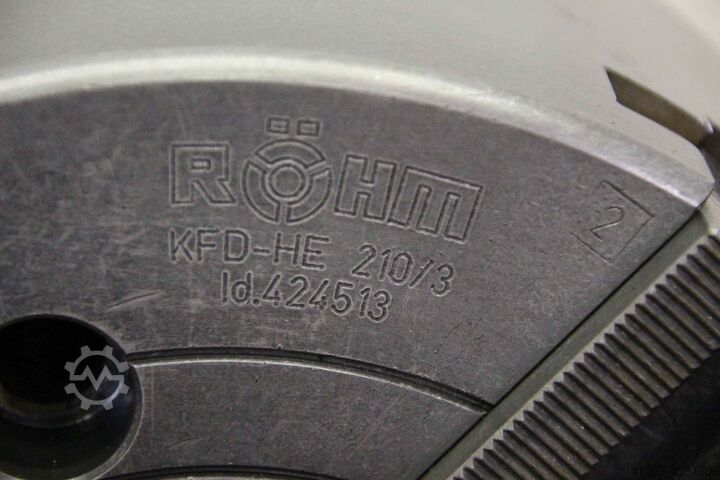 RÖHM
KFD-HE 210/3
Id.424513
2